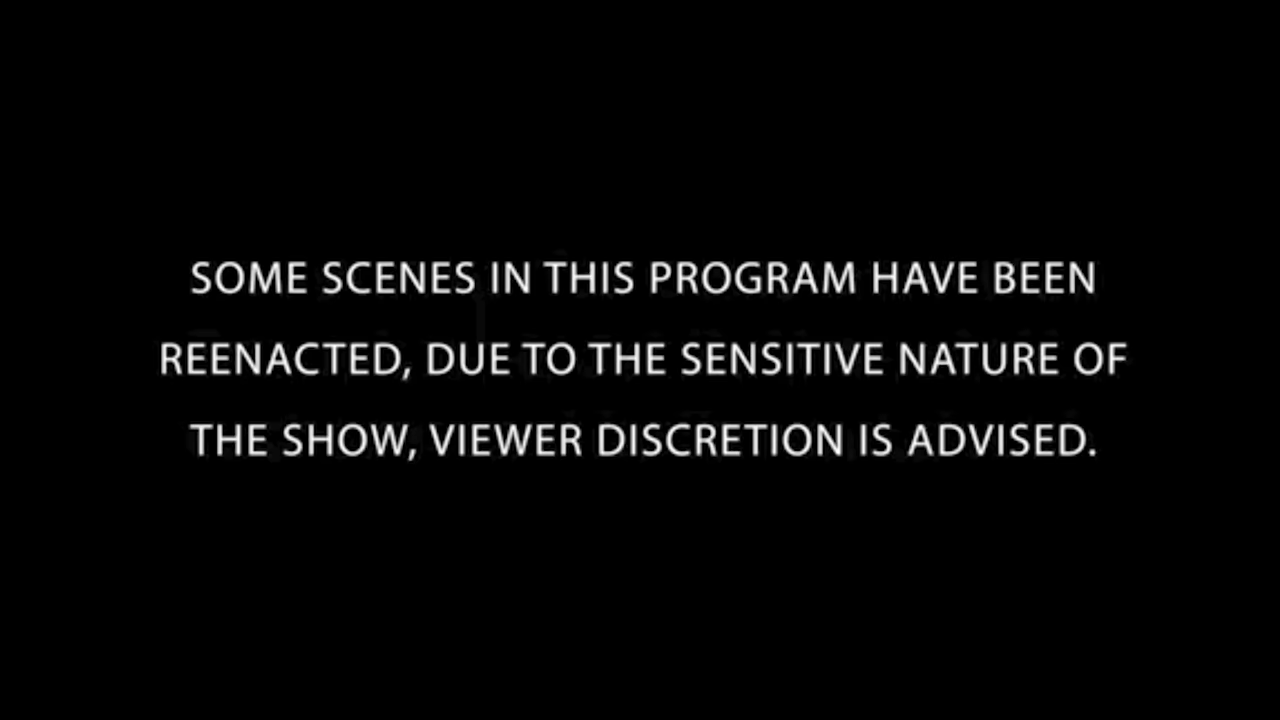 SOME SCENES IN THIS PROGRAM HAVE BEEN
REENACTED, DUE TO THE SENSITIVE NATURE OF
THE SHOW, VIEWER DISCRETION IS ADVISED.